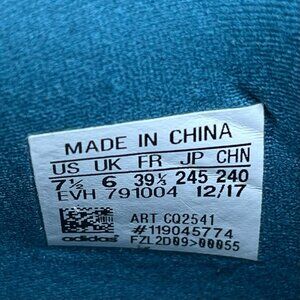 MADE IN CHINA
US UK FR JP CHN
7½ 6 39⅓ 245 240
EVH 791004 12/17
ART CQ2541
#119045774
adidas FZL2D09>00055